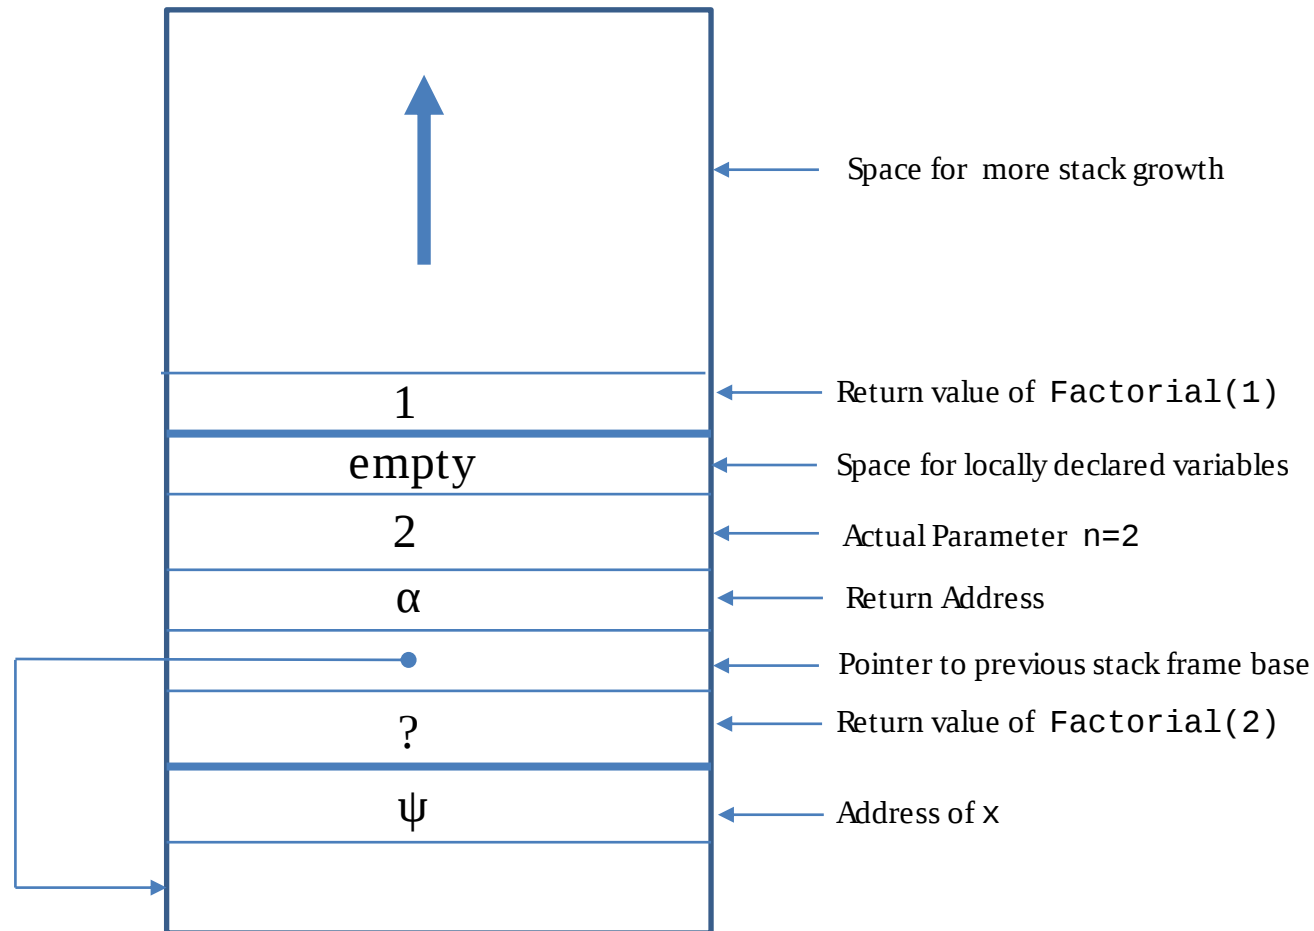 Space for more stack growth
1
Return value of Factorial(1)
empty
Space for locally declared variables
2
Actual Parameter n=2
α
Return Address
Pointer to previous stack frame base
?
Return value of Factorial(2)
ψ
Address of x